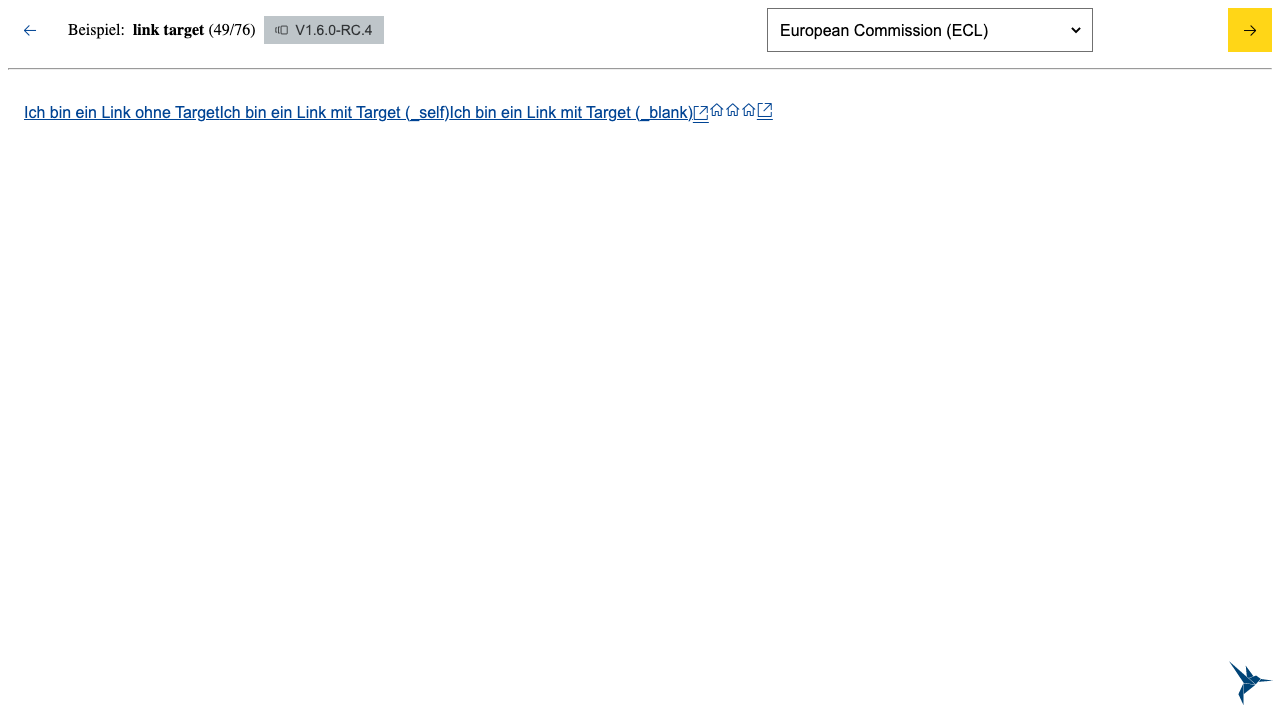 Beispiel: link target (49/76) V1.6.0-RC.4 European Commission (ECL)
Ich bin ein Link ohne TargetIch bin ein Link mit Target (_self)Ich bin ein Link mit Target (_blank)